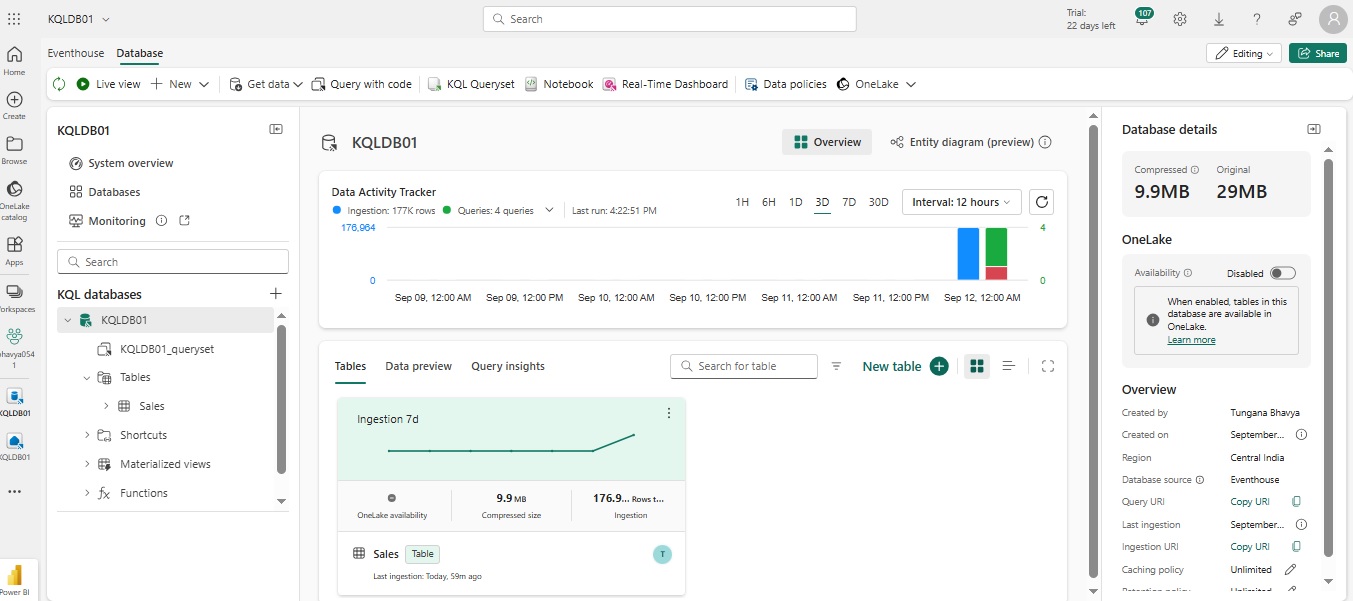 KQLDB01
Search
Trial:
22 days left
107
Eventhouse
Database
Editing
Share
Live view
New
Get data
Query with code
KQL Queryset
Notebook
Real-Time Dashboard
Data policies
OneLake
Home
Create
Browse
OneLake
catalog
Apps
orkspaces
bhavya054
1
KQLDB01
KQLDB01
Power BI
KQLDB01
System overview
Databases
Monitoring
Search
KQL databases
KQLDB01
KQLDB01_queryset
Tables
Sales
Shortcuts
Materialized views
Functions
KQLDB01
Overview
Entity diagram (preview)
Data Activity Tracker
Ingestion: 177K rows
Queries: 4 queries
Last run: 4:22:51 PM
1H 6H 1D 3D 7D 30D
Interval: 12 hours
176,964
4
0
0
Sep 09, 12:00 AM Sep 09, 12:00 PM Sep 10, 12:00 AM Sep 10, 12:00 PM Sep 11, 12:00 AM Sep 11, 12:00 PM Sep 12, 12:00 AM
Tables
Data preview
Query insights
Search for table
New table
Ingestion 7d
OneLake availability
9.9 MB
Compressed size
176.9... Rows t...
Ingestion
Sales
Table
T
Last ingestion: Today, 59m ago
Database details
Compressed
Original
9.9MB
29MB
OneLake
Availability
Disabled
When enabled, tables in this
database are available in
OneLake.
Learn more
Overview
Created by Tungana Bhavya
Created on September...
Region Central India
Database source Eventhouse
Query URI Copy URI
Last ingestion September...
Ingestion URI Copy URI
Caching policy Unlimited
Retention policy Unlimited